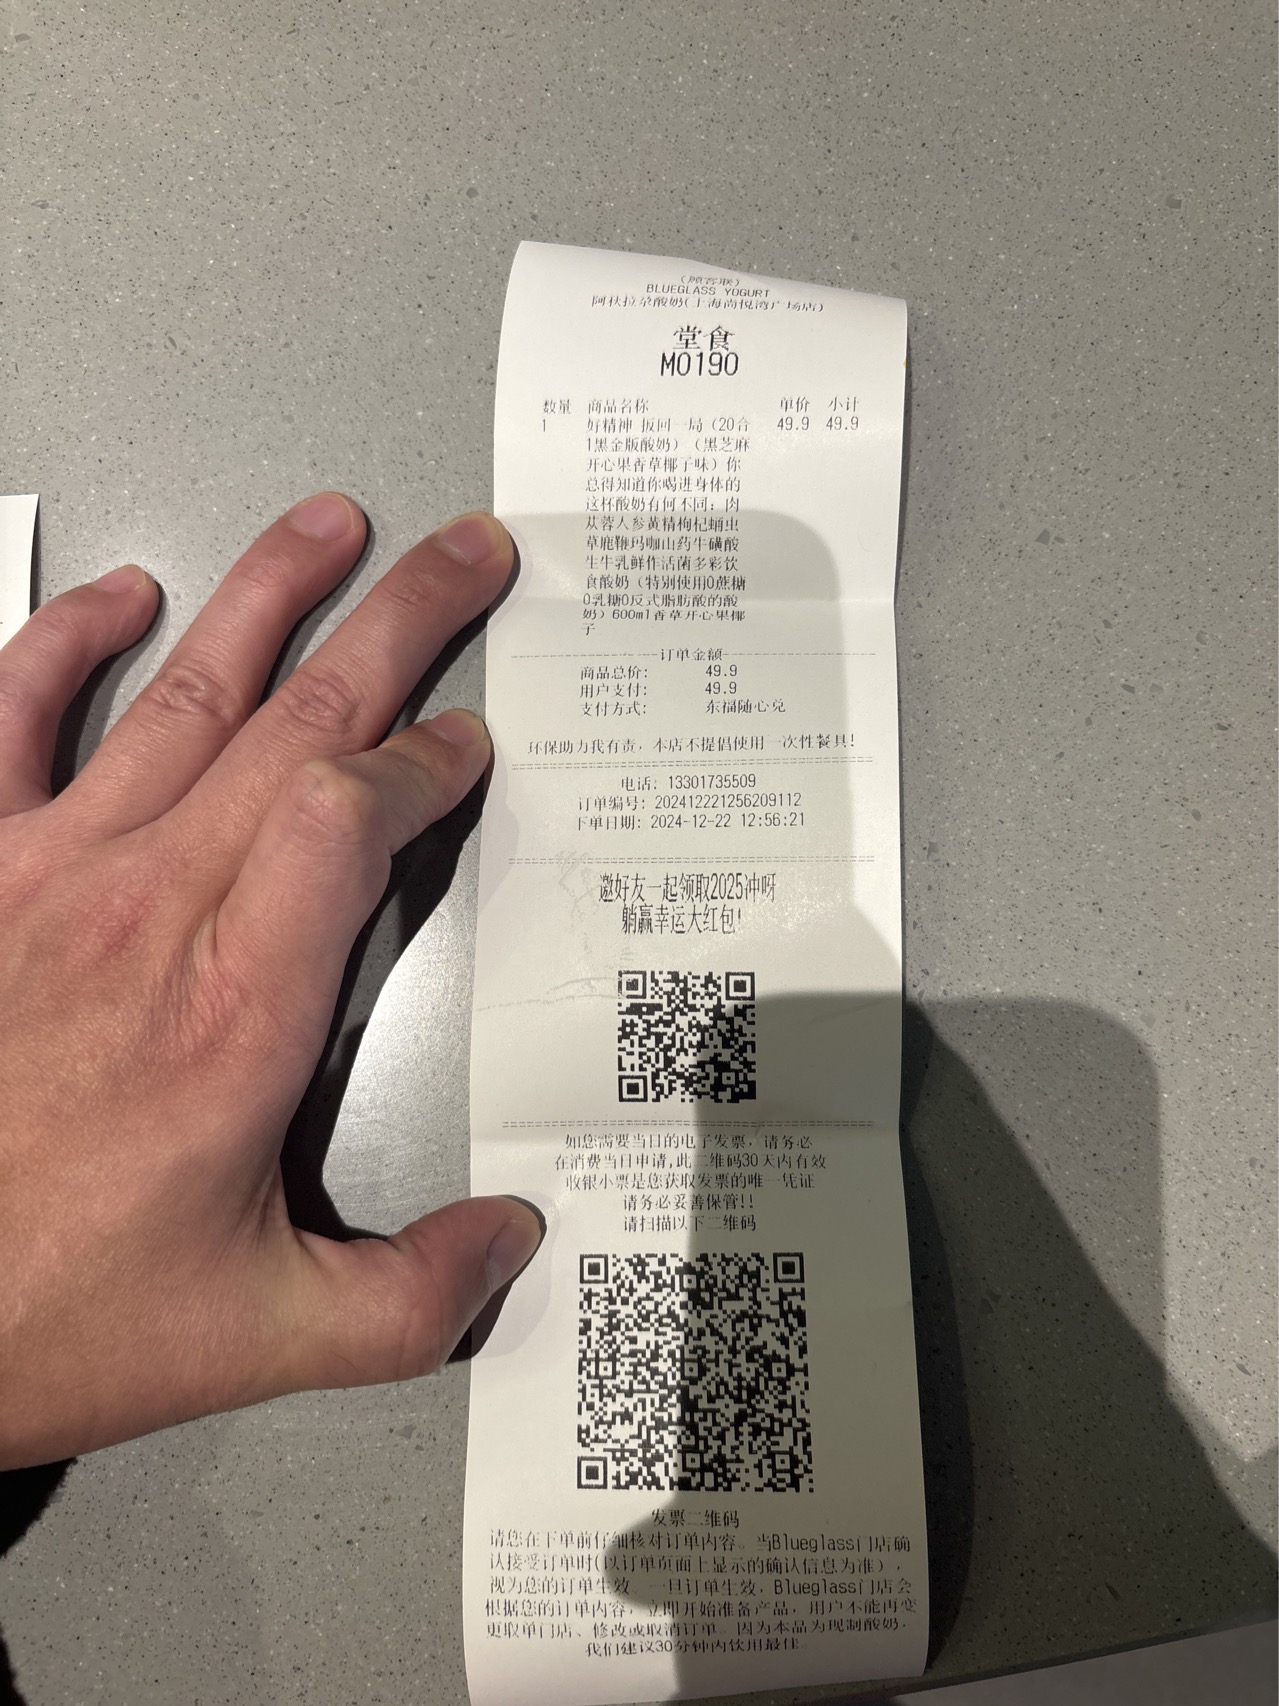 (顾客联)
BLUEGLASS YOGURT
阿秋拉尕酸奶(上海尚悦湾广场店)
堂食
M0190
数量 商品名称 单价 小计
1 好精神 扳回一局（20合 49.9 49.9
1黑金版酸奶）（黑芝麻
开心果香草椰子味）你
总得知道你喝进身体的
这杯酸奶有何不同：肉
苁蓉人参黄精枸杞蛹虫
草鹿鞭玛咖山药牛磺酸
生牛乳鲜作活菌多彩饮
食酸奶（特别使用0蔗糖
0乳糖0反式脂肪酸的酸
奶）600ml香草开心果椰
子
订单金额
商品总价: 49.9
用户支付: 49.9
支付方式: 东福随心兑
环保助力我有责，本店不提倡使用一次性餐具!
电话: 13301735509
订单编号: 202412221256209112
下单日期: 2024-12-22 12:56:21
邀好友一起领取2025冲呀
躺赢幸运大红包!
如您需要当日的电子发票，请务必
在消费当日申请,此二维码30天内有效
收银小票是您获取发票的唯一凭证
请务必妥善保管!!
请扫描以下二维码
发票二维码
请您在下单前仔细核对订单内容。当Blueglass门店确
认接受订单时(以订单页面上显示的确认信息为准)，
视为您的订单生效。一旦订单生效，Blueglass门店会
根据您的订单内容，立即开始准备产品，用户不能再变
更取单门店、修改或取消订单。因为本品为现制酸奶，
我们建议30分钟内饮用最佳。